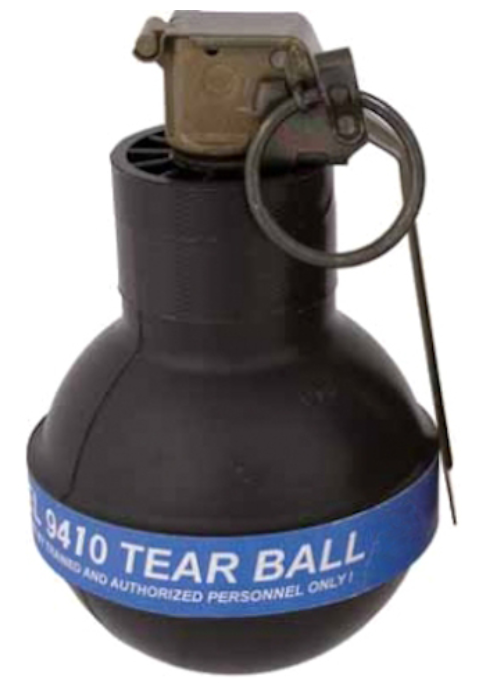 9410 TEAR BALL
TRAINED AND AUTHORIZED PERSONNEL ONLY!